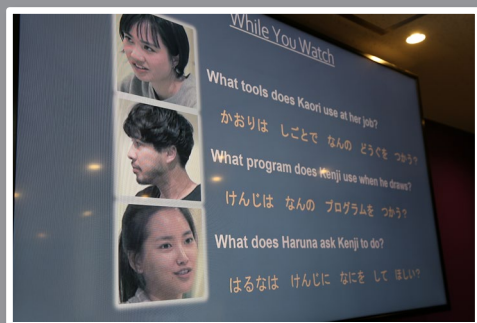 While You Watch
What tools does Kaori use at her job?
かおりは しごとで なんの どうぐを つかう?
What program does Kenji use when he draws?
けんじは なんの プログラムを つかう?
What does Haruna ask Kenji to do?
はるなは けんじに なにを して ほしい?